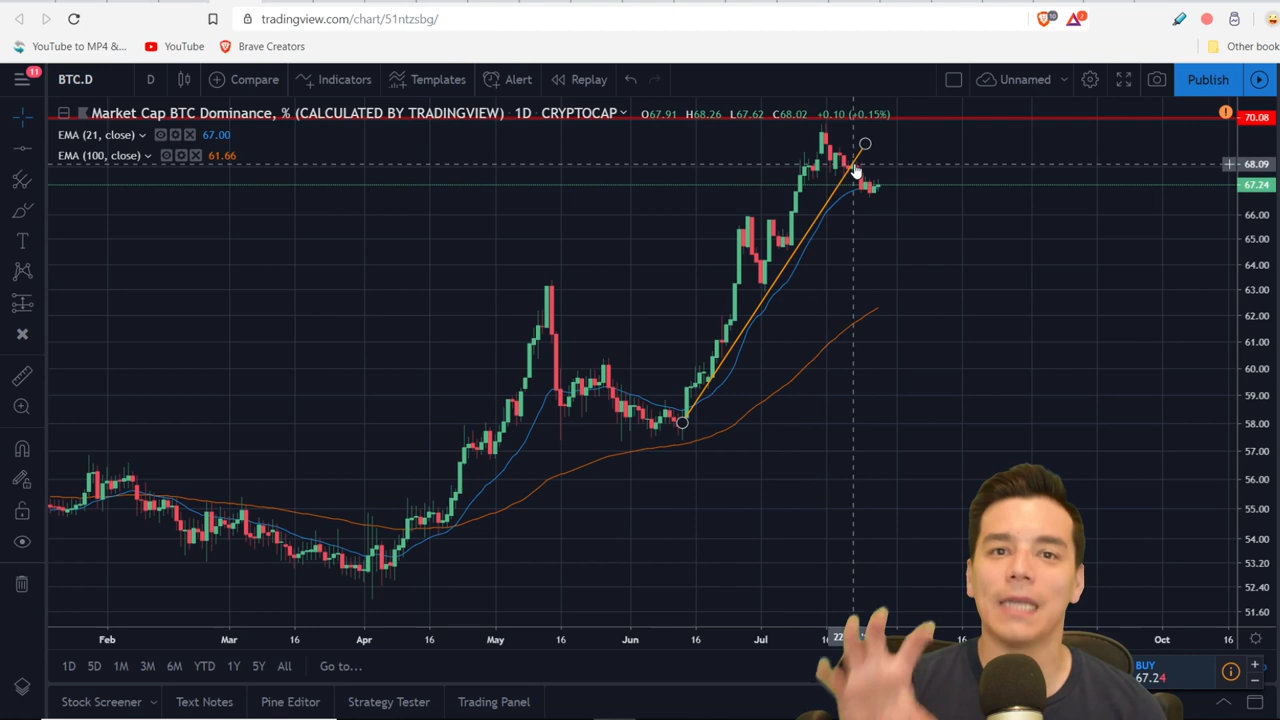 tradingview.com/chart/51ntzsbg/
10
2
YouTube to MP4 &...
YouTube
Brave Creators
Other book
11
BTC.D
D
Compare
Indicators
Templates
Alert
Replay
Unnamed
Publish
Market Cap BTC Dominance, % (CALCULATED BY TRADINGVIEW) · 1D · CRYPTOCAP
O67.91 H68.26 L67.62 C68.02 +0.10 (+0.15%)
EMA (21, close) 67.00
EMA (100, close) 61.66
70.08
68.09
67.24
66.00
65.00
64.00
63.00
62.00
61.00
60.00
59.00
58.00
57.00
56.00
55.00
54.00
53.20
52.40
51.60
Feb Mar 16 Apr 16 May 16 Jun 16 Jul 22 16 Oct 16
1D 5D 1M 3M 6M YTD 1Y 5Y All Go to...
BUY
67.24
Stock Screener Text Notes Pine Editor Strategy Tester Trading Panel